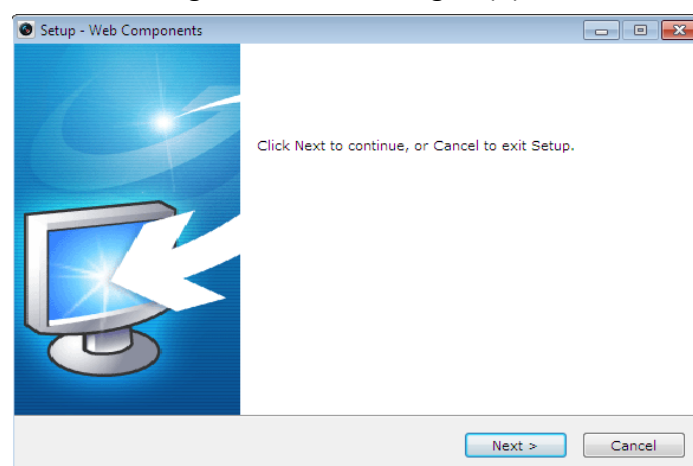 Setup - Web Components
Click Next to continue, or Cancel to exit Setup.
Next >
Cancel